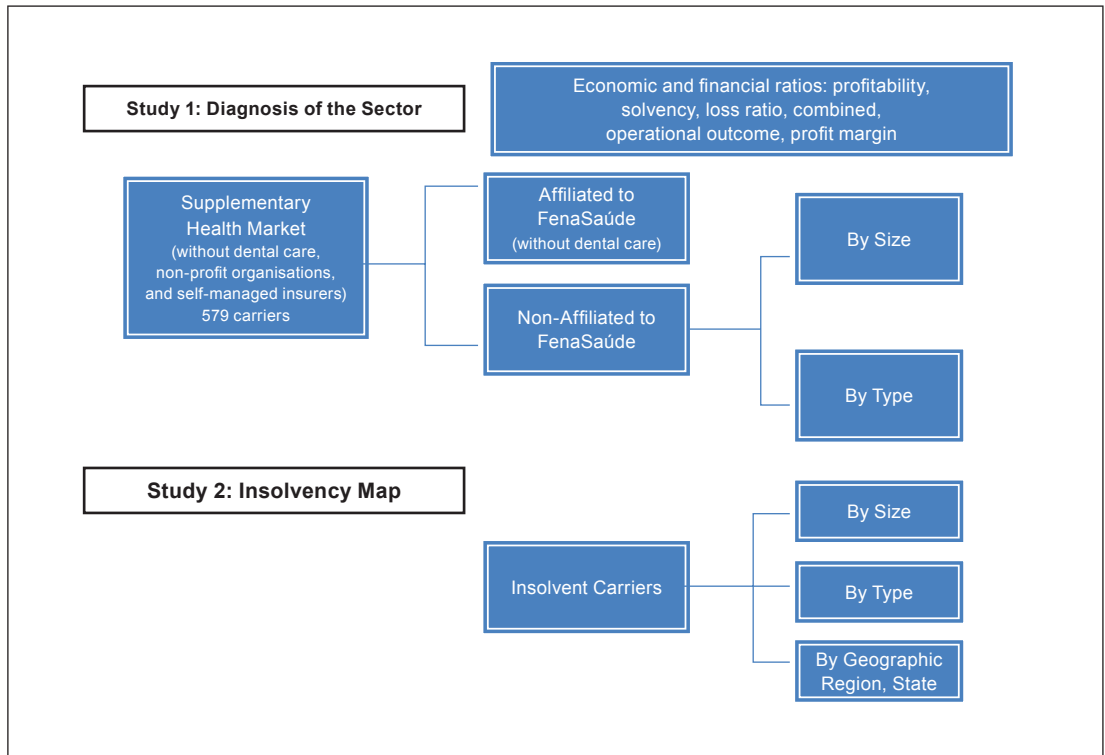 Study 1: Diagnosis of the Sector
Economic and financial ratios: profitability,
solvency, loss ratio, combined,
operational outcome, profit margin
Supplementary
Health Market
(without dental care,
non-profit organisations,
and self-managed insurers)
579 carriers
Affiliated to
FenaSaúde
(without dental care)
Non-Affiliated to
FenaSaúde
By Size
By Type
Study 2: Insolvency Map
Insolvent Carriers
By Size
By Type
By Geographic
Region, State